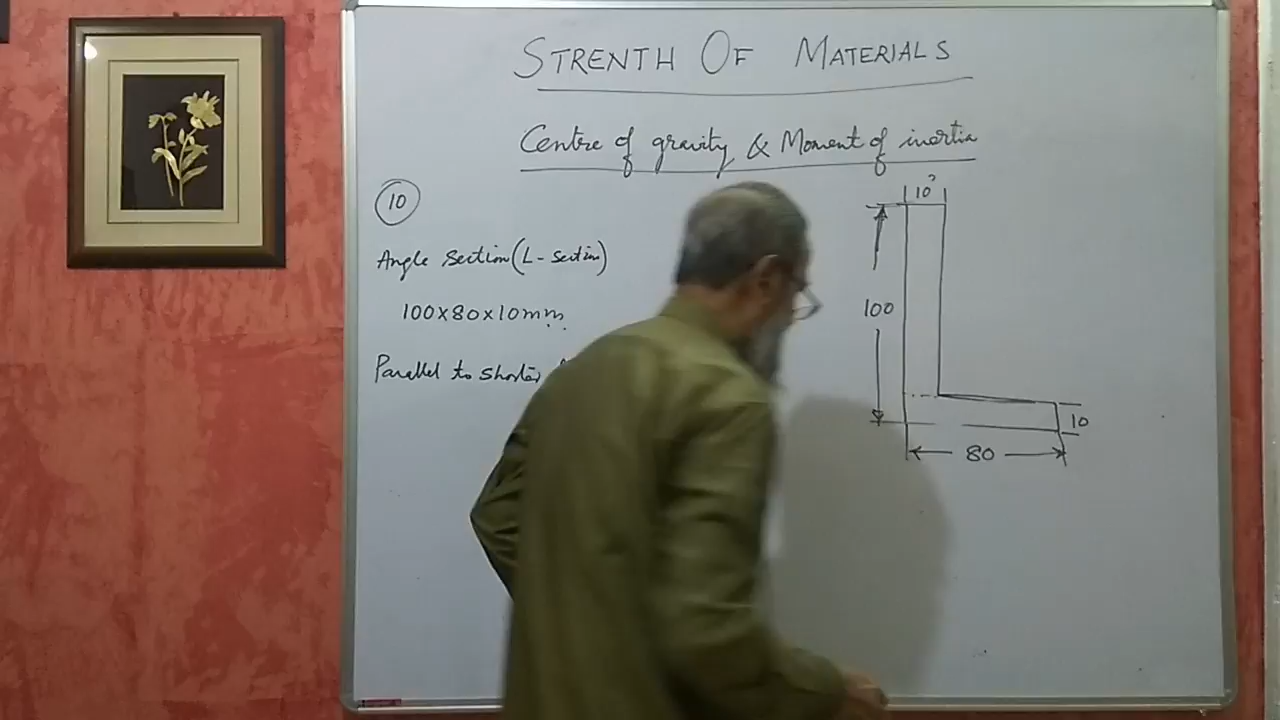 STRENTH OF MATERIALS
Centre of gravity & Moment of inertia
10
Angle section (L-section)
100x80x10mm
Parallel to shorter
10
100
10
80